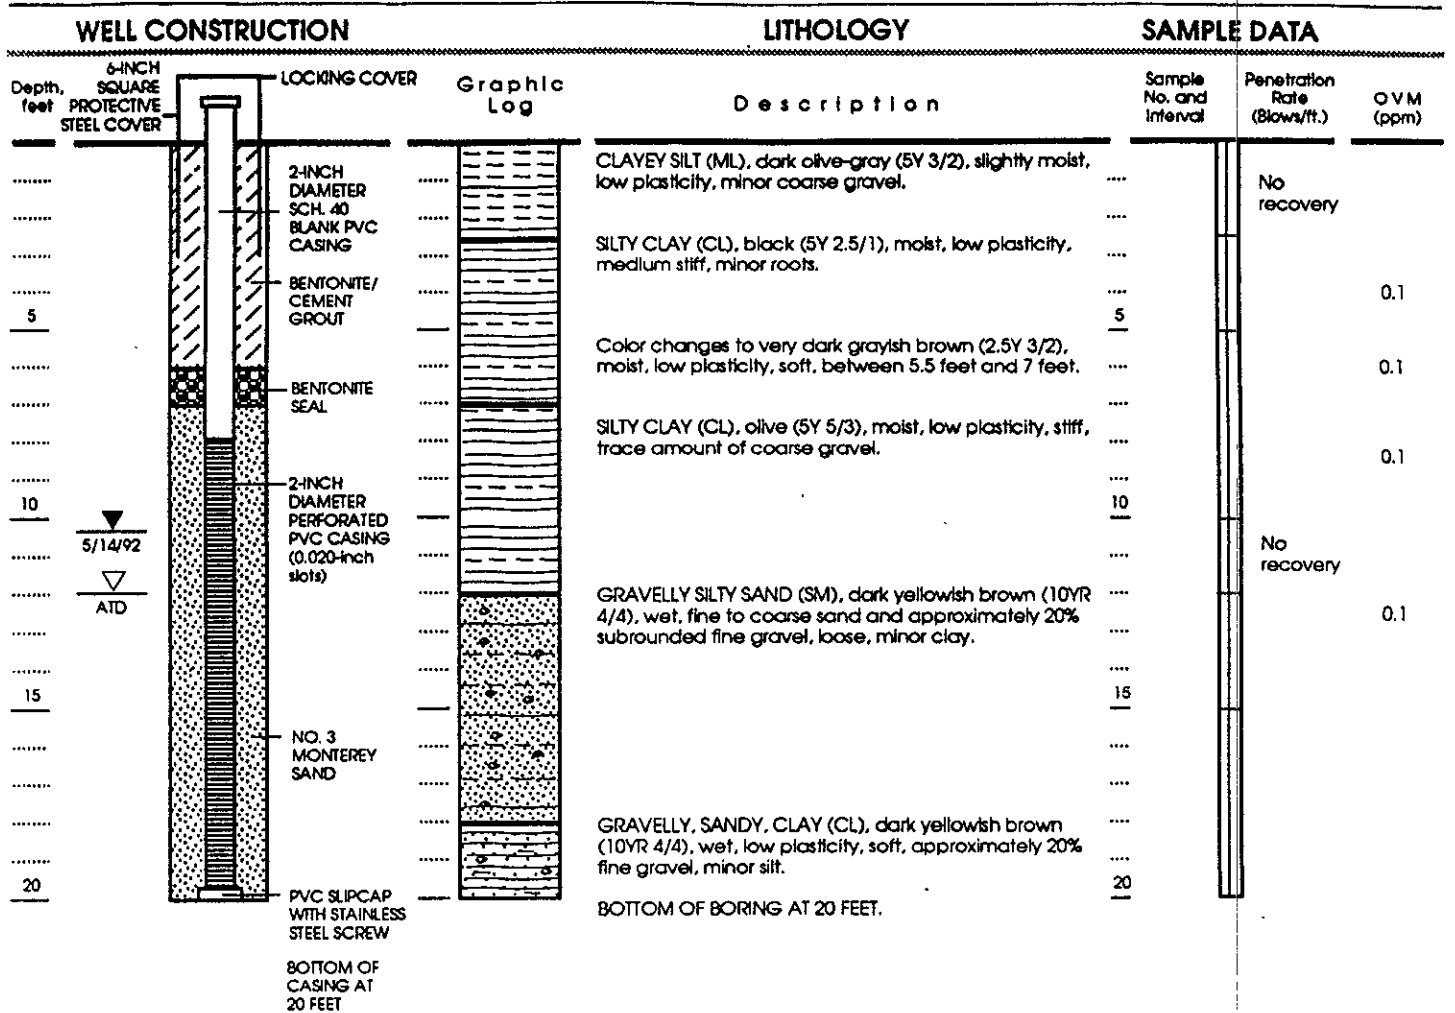 WELL CONSTRUCTION
LITHOLOGY
SAMPLE DATA
Depth, feet
6-INCH
SQUARE
PROTECTIVE
STEEL COVER
LOCKING COVER
Graphic
Log
Description
Sample
No. and
Interval
Penetration
Rate
(Blows/ft.)
OVM
(ppm)
2-INCH
DIAMETER
SCH. 40
BLANK PVC
CASING
BENTONITE/
CEMENT
GROUT
BENTONITE
SEAL
2-INCH
DIAMETER
PERFORATED
PVC CASING
(0.020-inch
slots)
NO. 3
MONTEREY
SAND
PVC SLIPCAP
WITH STAINLESS
STEEL SCREW
BOTTOM OF
CASING AT
20 FEET
5
10
15
20
5/14/92
ATD
CLAYEY SILT (ML), dark olive-gray (5Y 3/2), slightly moist,
low plasticity, minor coarse gravel.
SILTY CLAY (CL), black (5Y 2.5/1), moist, low plasticity,
medium stiff, minor roots.
Color changes to very dark grayish brown (2.5Y 3/2),
moist, low plasticity, soft, between 5.5 feet and 7 feet.
SILTY CLAY (CL), olive (5Y 5/3), moist, low plasticity, stiff,
trace amount of coarse gravel.
GRAVELLY SILTY SAND (SM), dark yellowish brown (10YR
4/4), wet, fine to coarse sand and approximately 20%
subrounded fine gravel, loose, minor clay.
GRAVELLY, SANDY, CLAY (CL), dark yellowish brown
(10YR 4/4), wet, low plasticity, soft, approximately 20%
fine gravel, minor silt.
BOTTOM OF BORING AT 20 FEET.
5
10
15
20
No
recovery
No
recovery
0.1
0.1
0.1
0.1